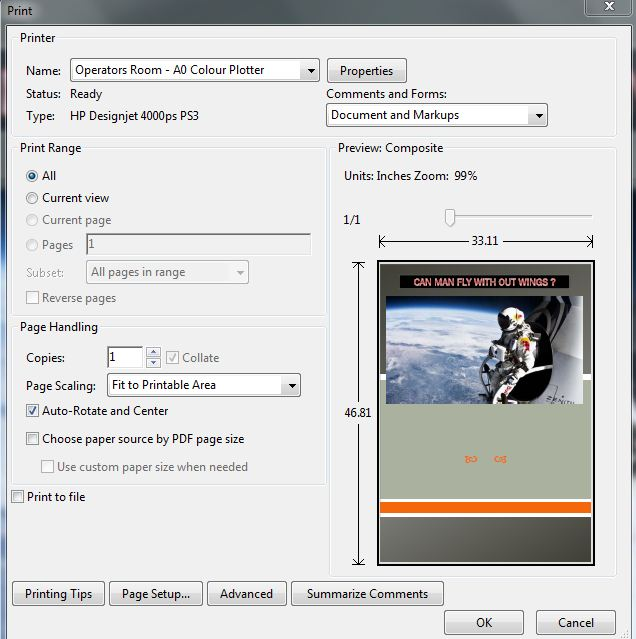 Print
Printer
Name: Operators Room - A0 Colour Plotter Properties
Status: Ready Comments and Forms:
Type: HP Designjet 4000ps PS3 Document and Markups
Print Range
All
Current view
Current page
Pages 1
Subset: All pages in range
Reverse pages
Page Handling
Copies: 1 Collate
Page Scaling: Fit to Printable Area
Auto-Rotate and Center
Choose paper source by PDF page size
Use custom paper size when needed
Print to file
Preview: Composite
Units: Inches Zoom: 99%
1/1
33.11
46.81
CAN MAN FLY WITH OUT WINGS ?
ZENITH
Printing Tips Page Setup... Advanced Summarize Comments
OK Cancel